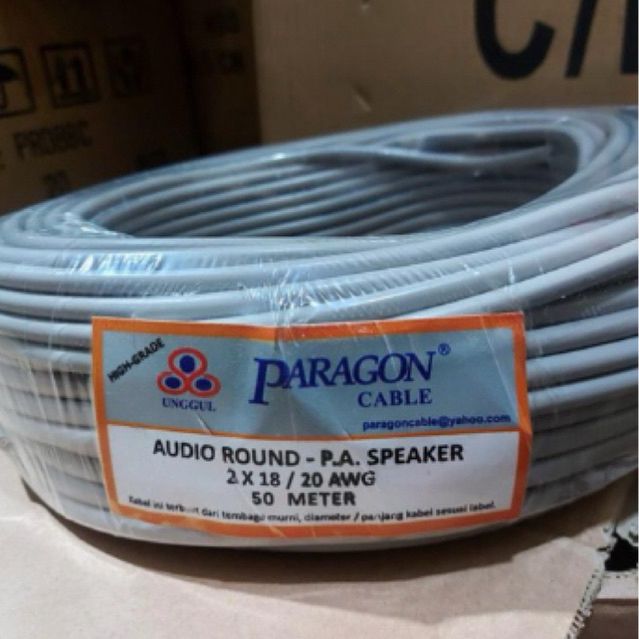 C/
PRO88C
HIGH-GRADE
UNGGUL
PARAGON®
CABLE
paragoncable@yahoo.com
AUDIO ROUND - P.A. SPEAKER
2 X 18 / 20 AWG
50 METER
Kabel ini terbuat dari tembaga murni, diameter / panjang kabel sesuai label.